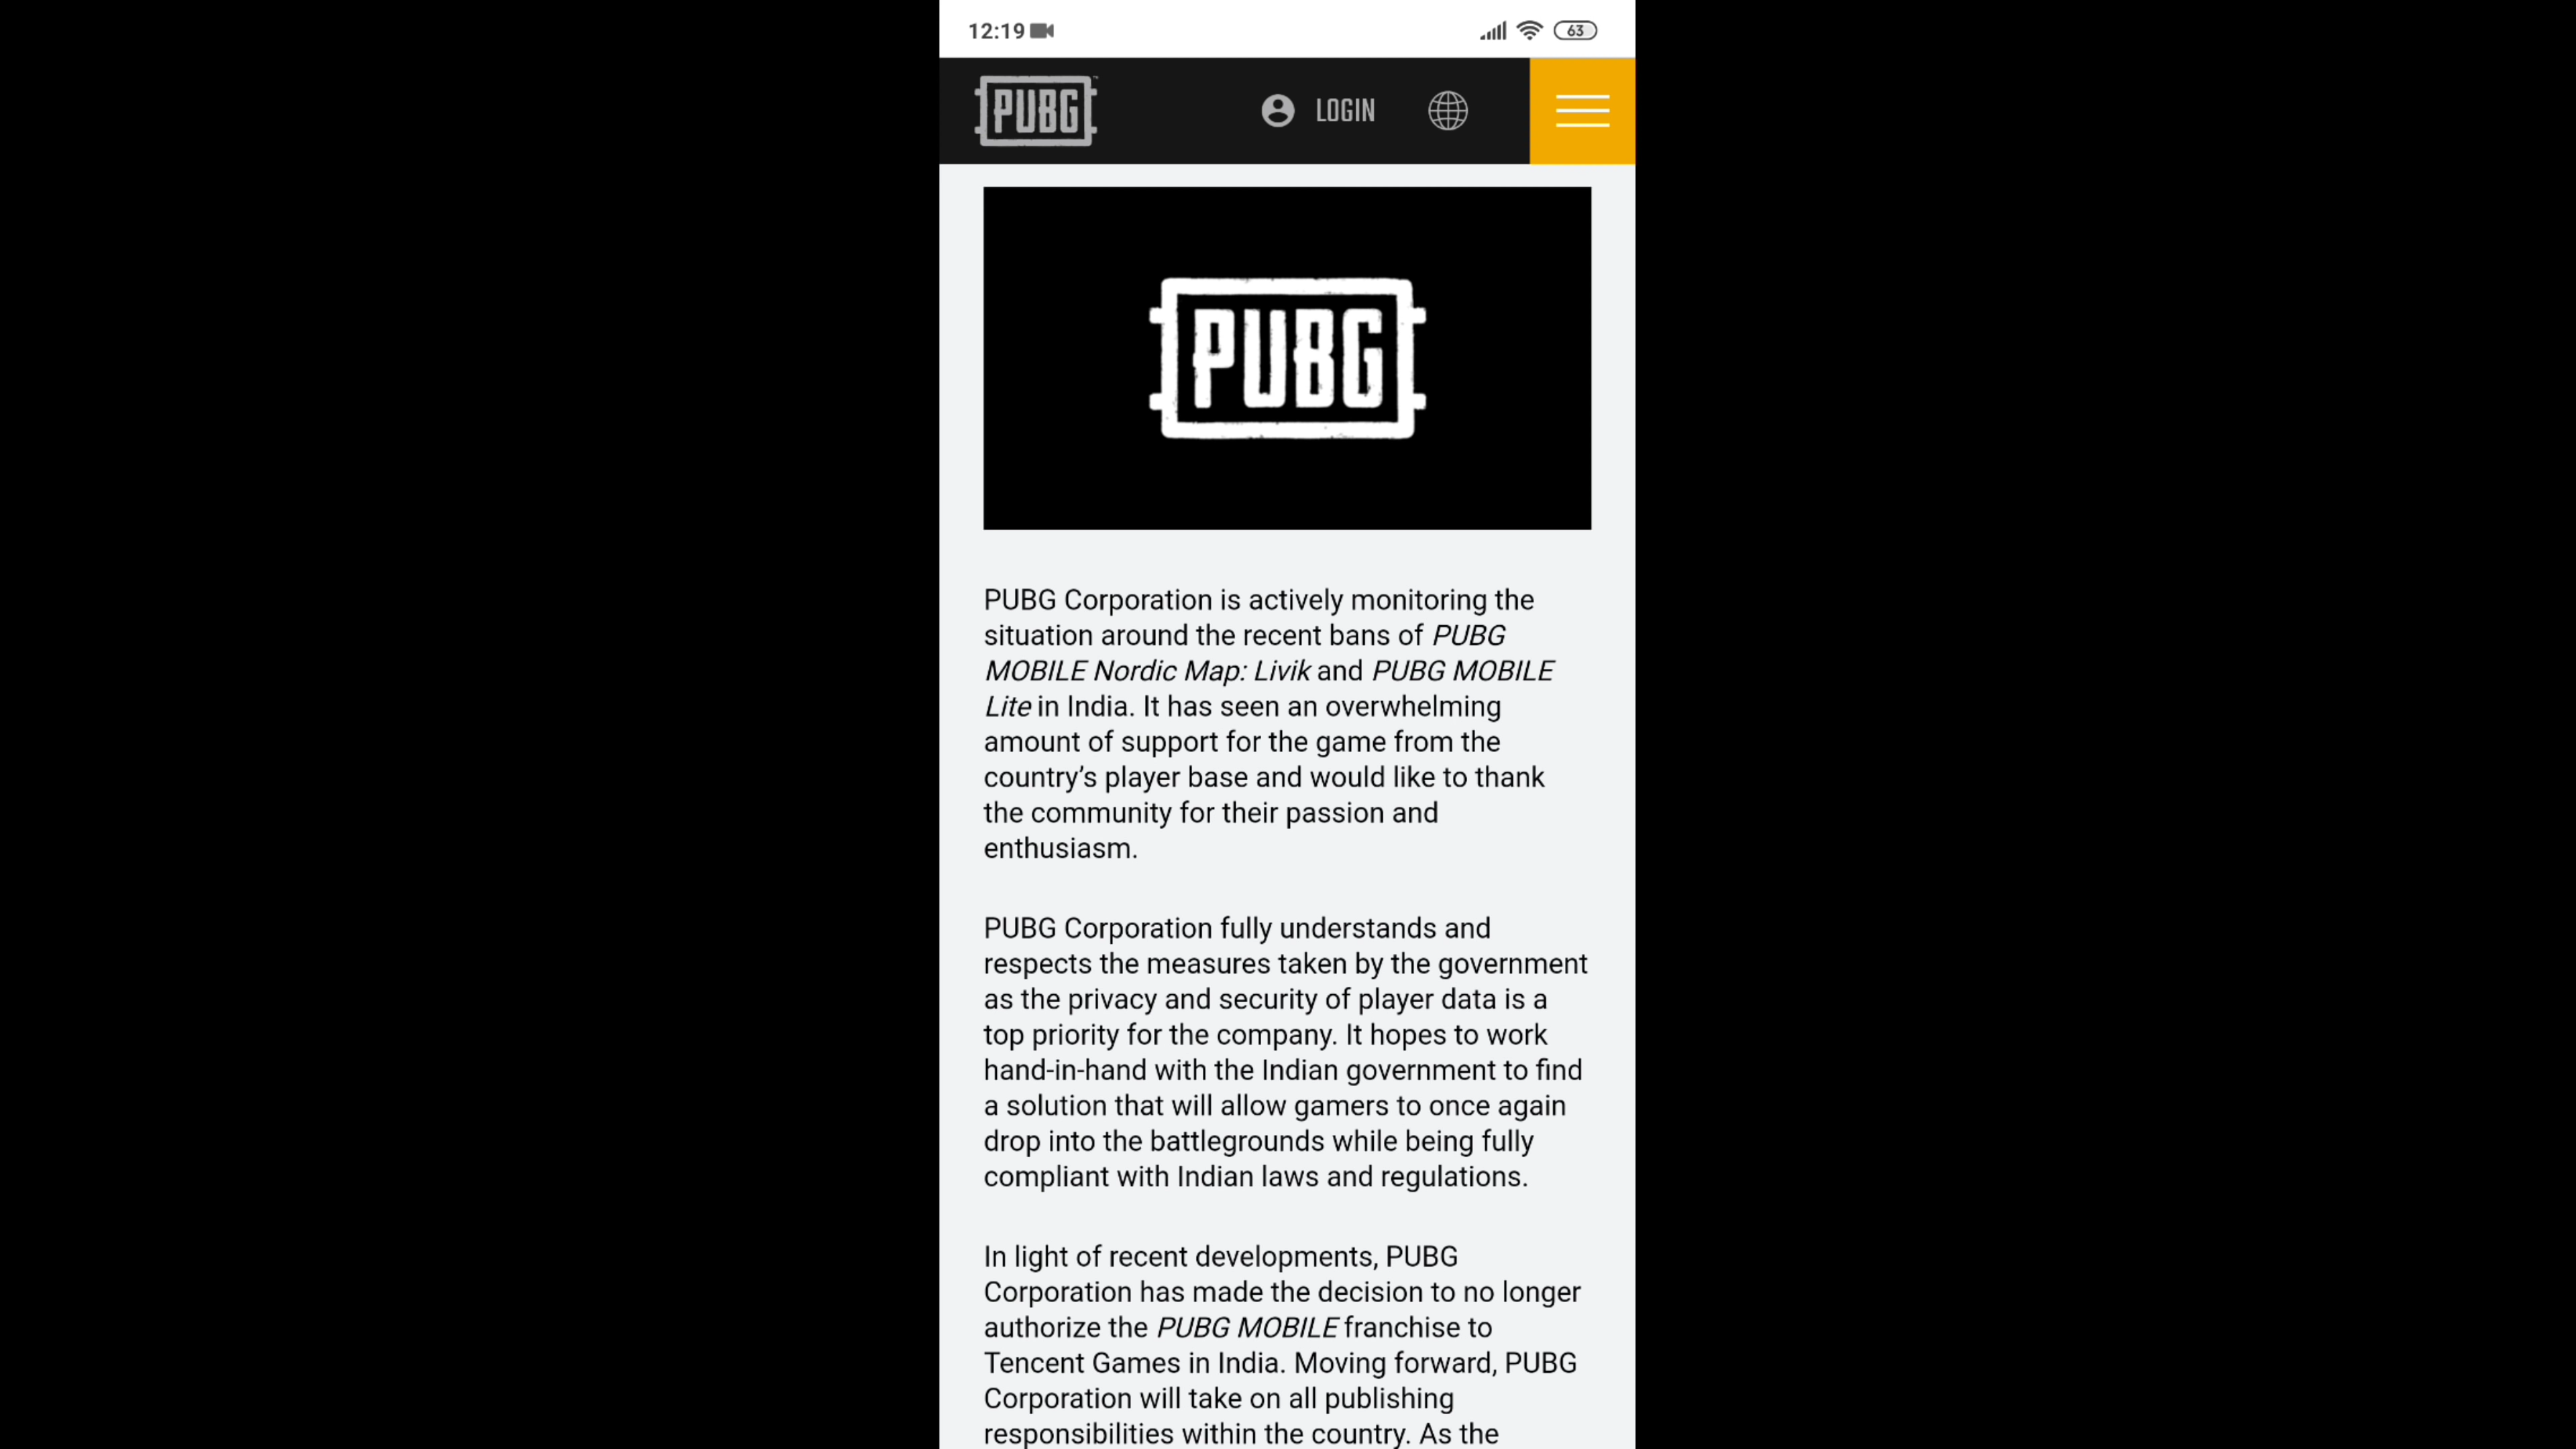 12:19
63
PUBG
LOGIN
PUBG
PUBG Corporation is actively monitoring the
situation around the recent bans of PUBG
MOBILE Nordic Map: Livik and PUBG MOBILE
Lite in India. It has seen an overwhelming
amount of support for the game from the
country’s player base and would like to thank
the community for their passion and
enthusiasm.
PUBG Corporation fully understands and
respects the measures taken by the government
as the privacy and security of player data is a
top priority for the company. It hopes to work
hand-in-hand with the Indian government to find
a solution that will allow gamers to once again
drop into the battlegrounds while being fully
compliant with Indian laws and regulations.
In light of recent developments, PUBG
Corporation has made the decision to no longer
authorize the PUBG MOBILE franchise to
Tencent Games in India. Moving forward, PUBG
Corporation will take on all publishing
responsibilities within the country. As the